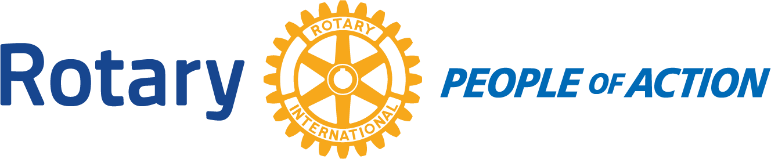 Rotary
ROTARY
INTERNATIONAL
PEOPLE OF ACTION